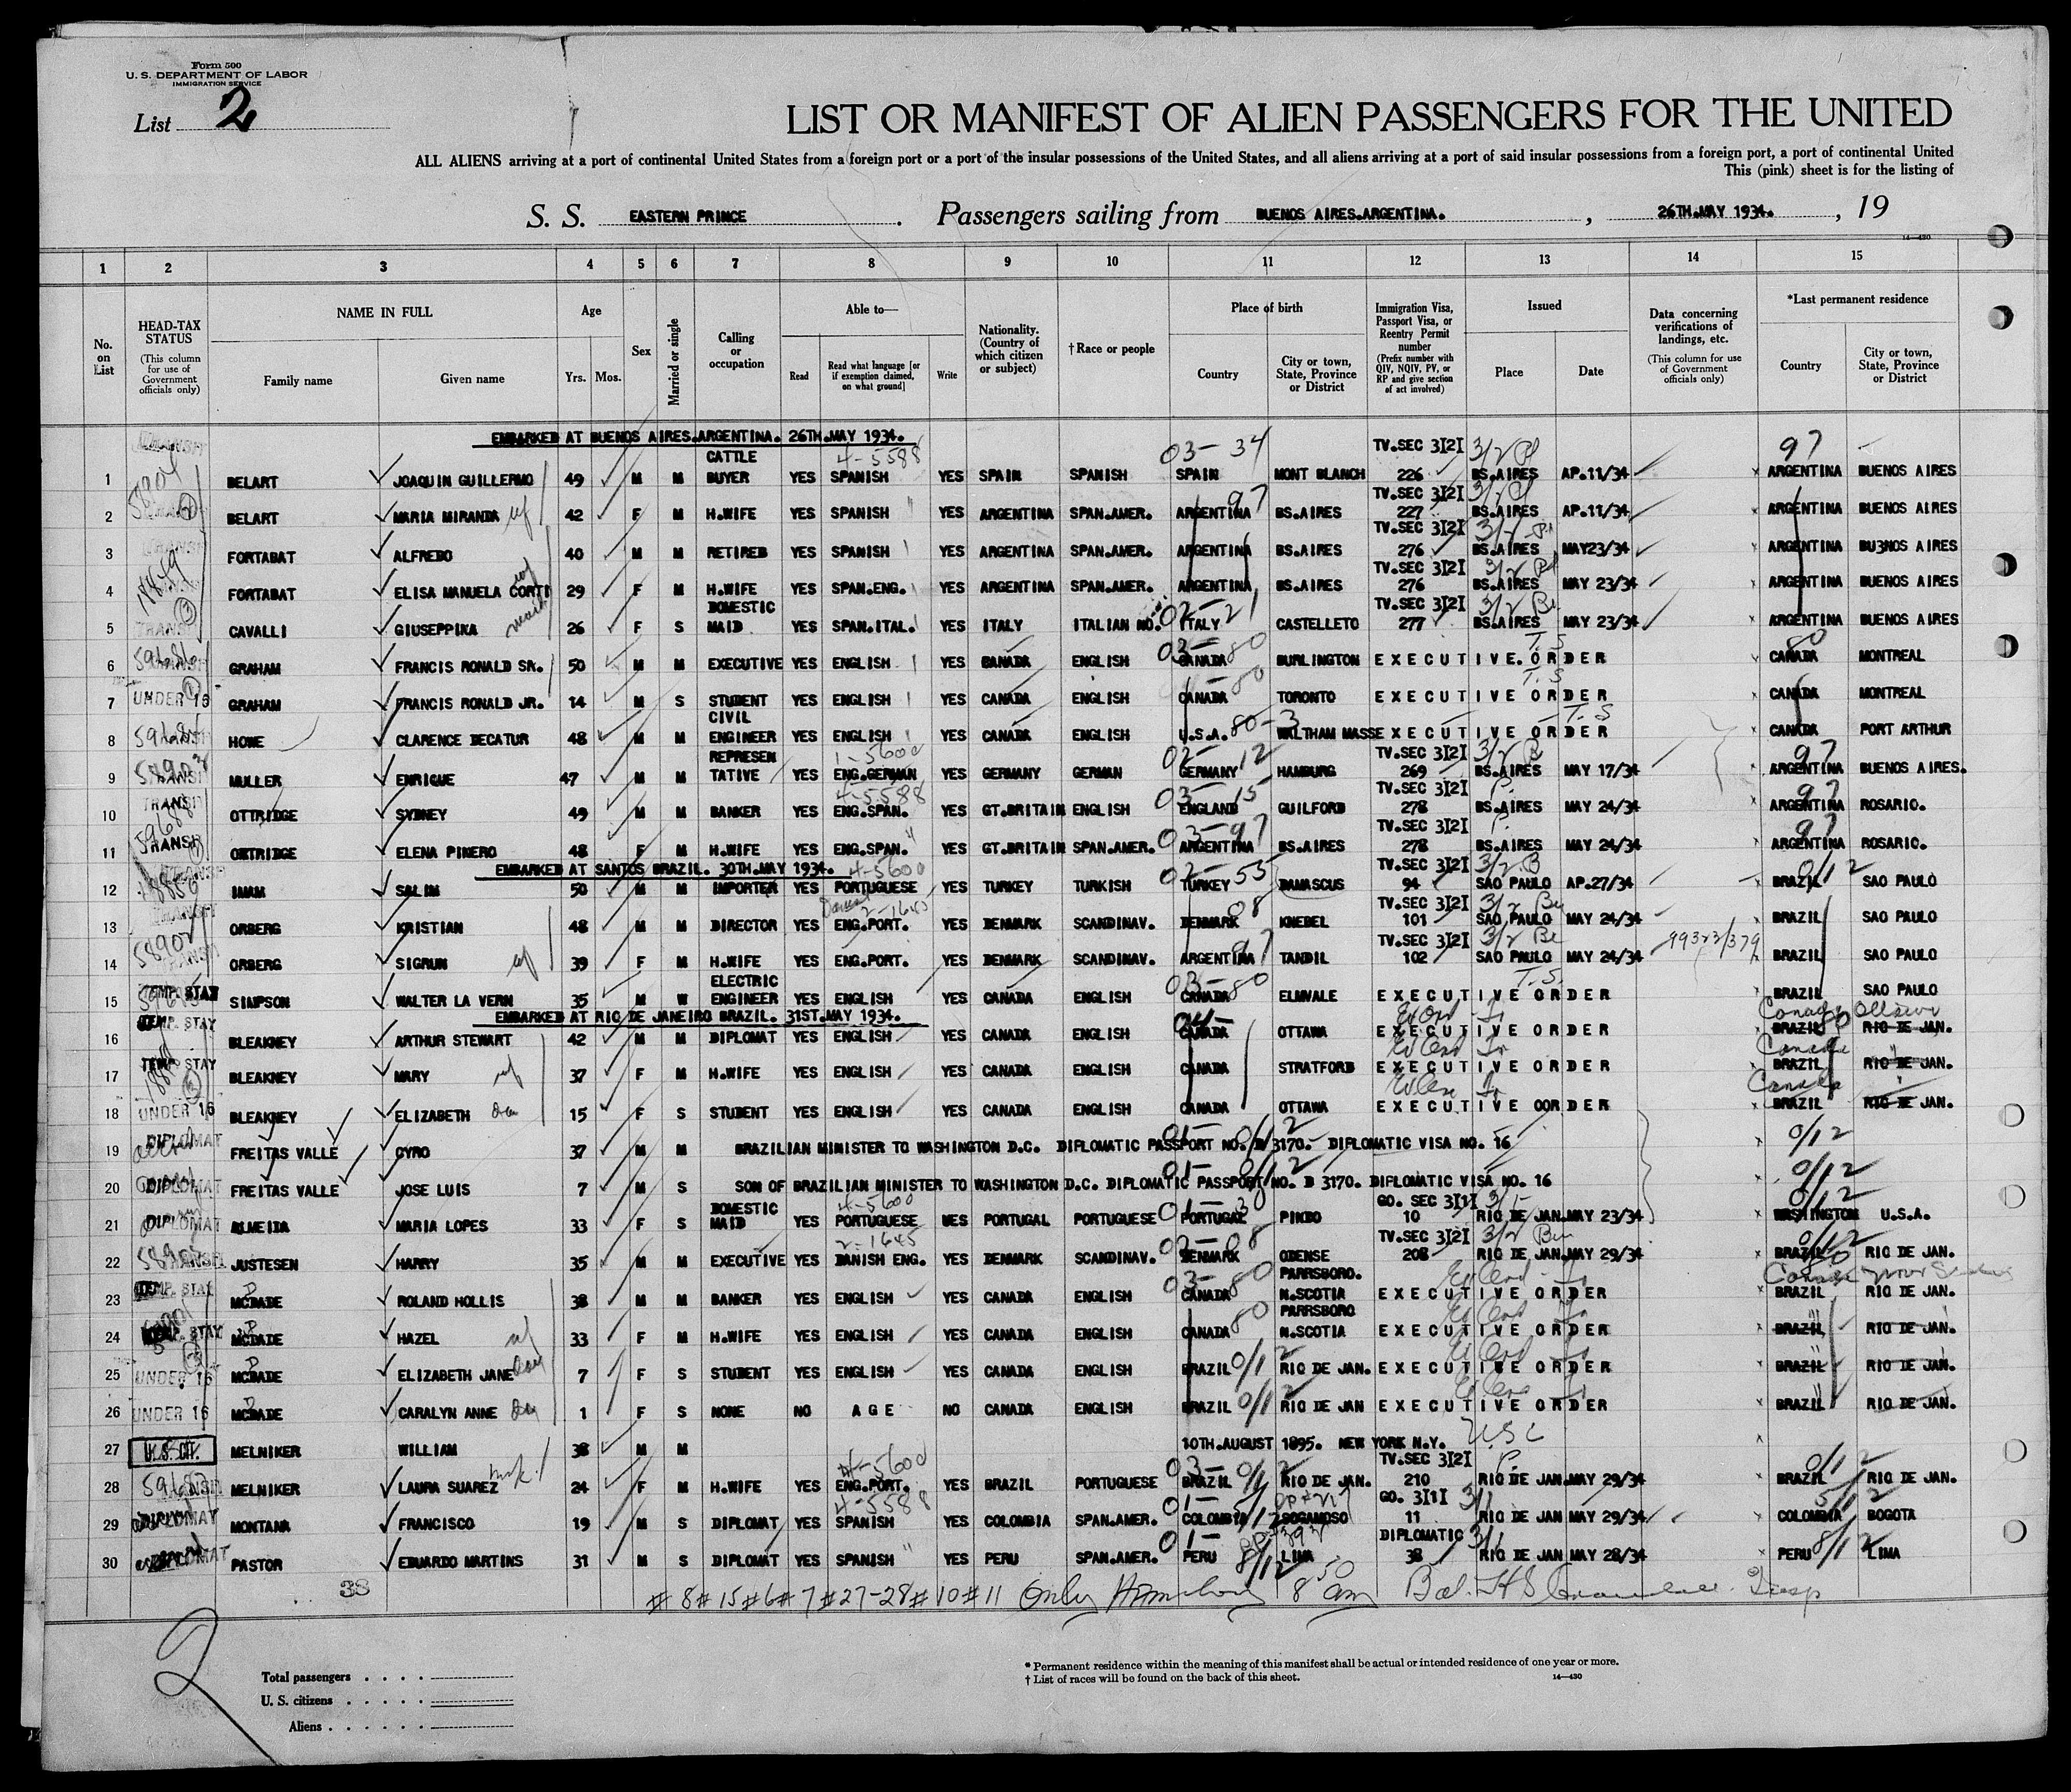 Form 500
U. S. DEPARTMENT OF LABOR
IMMIGRATION SERVICE
List 2
LIST OR MANIFEST OF ALIEN PASSENGERS FOR THE UNITED
ALL ALIENS arriving at a port of continental United States from a foreign port or a port of the insular possessions of the United States, and all aliens arriving at a port of said insular possessions from a foreign port, a port of continental United
This (pink) sheet is for the listing of
S. S. EASTERN PRINCE. Passengers sailing from BUENOS AIRES.ARGENTINA. , 26TH.MAY 1934. , 19
14—430
1 2 3 4 5 6 7 8 9 10 11 12 13 14 15
No. on List
HEAD-TAX STATUS (This column for use of Government officials only)
NAME IN FULL Family name Given name
Age Yrs. Mos.
Sex
Married or single
Calling or occupation
Able to— Read Read what language [or if exemption claimed, on what ground] Write
Nationality. (Country of which citizen or subject)
†Race or people
Place of birth Country City or town, State, Province or District
Immigration Visa, Passport Visa, or Reentry Permit number (Prefix number with QIV, NQIV, PV, or RP and give section of act involved)
Issued Place Date
Data concerning verifications of landings, etc. (This column for use of Government officials only)
*Last permanent residence Country City or town, State, Province or District
EMBARKED AT BUENOS AIRES.ARGENTINA. 26TH.MAY 1934.
1 BELART JOAQUIN GUILLERMO 49 M M CATTLE BUYER YES SPANISH YES SPAIN SPANISH SPAIN MONT BLANCH TV.SEC 3I2I 226 BS.AIRES AP.11/34 ARGENTINA BUENOS AIRES
2 BELART MARIA MIRANDA 42 F M H.WIFE YES SPANISH YES ARGENTINA SPAN.AMER. ARGENTINA BS.AIRES TV.SEC 3I2I 227 BS.AIRES AP.11/34 ARGENTINA BUENOS AIRES
3 FORTABAT ALFREDO 40 M M RETIRED YES SPANISH YES ARGENTINA SPAN.AMER. ARGENTINA BS.AIRES TV.SEC 3I2I 276 BS.AIRES MAY23/34 ARGENTINA BU3NOS AIRES
4 FORTABAT ELISA MANUELA CORTI 29 F M H.WIFE YES SPAN.ENG. YES ARGENTINA SPAN.AMER. ARGENTINA BS.AIRES TV.SEC 3I2I 276 BS.AIRES MAY 23/34 ARGENTINA BUENOS AIRES
5 CAVALLI GIUSEPPIKA maid 26 F S DOMESTIC MAID YES SPAN.ITAL. YES ITALY ITALIAN NO. ITALY CASTELLETO TV.SEC 3I2I 277 BS.AIRES MAY 23/34 ARGENTINA BUENOS AIRES
6 GRAHAM FRANCIS RONALD SR. 50 M M EXECUTIVE YES ENGLISH YES CANADA ENGLISH CANADA BURLINGTON EXECUTIVE.ORDER T.S CANADA MONTREAL
7 UNDER 16 GRAHAM FRANCIS RONALD JR. 14 M S STUDENT YES ENGLISH YES CANADA ENGLISH CANADA TORONTO EXECUTIVE ORDER T.S CANADA MONTREAL
8 HOWE CLARENCE DECATUR 48 M M CIVIL ENGINEER YES ENGLISH YES CANADA ENGLISH U.S.A. WALTHAM MASS EXECUTIVE ORDER T.S CANADA PORT ARTHUR
9 MULLER ENRIQUE 47 M M REPRESEN TATIVE YES ENG.GERMAN YES GERMANY GERMAN GERMANY HAMBURG TV.SEC 3I2I 269 BS.AIRES MAY 17/34 ARGENTINA BUENOS AIRES.
10 TRANSIT OTTRIDGE SYDNEY 49 M M BANKER YES ENG.SPAN. YES GT.BRITAIN ENGLISH ENGLAND GUILFORD TV.SEC 3I2I 278 BS.AIRES MAY 24/34 ARGENTINA ROSARIO.
11 TRANSIT OTTRIDGE ELENA PINERO 48 F M H.WIFE YES ENG.SPAN. YES GT.BRITAIN SPAN.AMER. ARGENTINA BS.AIRES TV.SEC 3I2I 278 BS.AIRES MAY 24/34 ARGENTINA ROSARIO.
EMBARKED AT SANTOS BRAZIL. 30TH.MAY 1934.
12 IMAM SALIM 50 M M IMPORTER YES PORTUGUESE YES TURKEY TURKISH TURKEY DAMASCUS TV.SEC 3I2I 94 SAO PAULO AP.27/34 BRAZIL SAO PAULO
13 ORBERG KRISTIAN 48 M M DIRECTOR YES ENG.PORT. YES DENMARK SCANDINAV. DENMARK KNEBEL TV.SEC 3I2I 101 SAO PAULO MAY 24/34 BRAZIL SAO PAULO
14 ORBERG SIGRUN 39 F M H.WIFE YES ENG.PORT. YES DENMARK SCANDINAV. ARGENTINA TANDIL TV.SEC 3I2I 102 SAO PAULO MAY 24/34 BRAZIL SAO PAULO
15 TEMP. STAY SIMPSON WALTER LA VERN 35 M W ELECTRIC ENGINEER YES ENGLISH YES CANADA ENGLISH CANADA ELMVALE EXECUTIVE ORDER T.S. BRAZIL SAO PAULO
EMBARKED AT RIO DE JANEIRO BRAZIL. 31ST.MAY 1934.
16 TEMP. STAY BLEAKNEY ARTHUR STEWART 42 M M DIPLOMAT YES ENGLISH YES CANADA ENGLISH CANADA OTTAWA EXECUTIVE ORDER Canada BRAZIL RIO DE JAN.
17 TEMP. STAY BLEAKNEY MARY 37 F M H.WIFE YES ENGLISH YES CANADA ENGLISH CANADA STRATFORD EXECUTIVE ORDER Canada BRAZIL RIO DE JAN.
18 UNDER 16 BLEAKNEY ELIZABETH 15 F S STUDENT YES ENGLISH YES CANADA ENGLISH CANADA OTTAWA EXECUTIVE OORDER Canada BRAZIL RIO DE JAN.
19 DIPLOMAT FREITAS VALLE CYRO 37 M M BRAZILIAN MINISTER TO WASHINGTON D.C. DIPLOMATIC PASSPORT NO. D 3170. DIPLOMATIC VISA NO. 16
20 DIPLOMAT FREITAS VALLE JOSE LUIS 7 M S SON OF BRAZILIAN MINISTER TO WASHINGTON D.C. DIPLOMATIC PASSPORT NO. D 3170. DIPLOMATIC VISA NO. 16
21 DIPLOMAT ALMEIDA MARIA LOPES 33 F S DOMESTIC MAID YES PORTUGUESE YES PORTUGAL PORTUGUESE PORTUGAL PINDO GO. SEC 3I1I 10 RIO DE JAN.MAY 23/34 WASHINGTON U.S.A.
22 JUSTESEN HARRY 35 M M EXECUTIVE YES DANISH ENG. YES DENMARK SCANDINAV. DENMARK ODENSE TV.SEC 3I2I 208 RIO DE JAN.MAY 29/34 BRAZIL RIO DE JAN.
23 TEMP. STAY MCDADE ROLAND HOLLIS 38 M M BANKER YES ENGLISH YES CANADA ENGLISH CANADA PARRSBORO. N.SCOTIA EXECUTIVE ORDER BRAZIL RIO DE JAN.
24 TEMP. STAY MCDADE HAZEL 33 F M H.WIFE YES ENGLISH YES CANADA ENGLISH CANADA PARRSBORO N.SCOTIA EXECUTIVE ORDER BRAZIL RIO DE JAN.
25 UNDER 16 MCDADE ELIZABETH JANE 7 F S STUDENT YES ENGLISH YES CANADA ENGLISH BRAZIL RIO DE JAN. EXECUTIVE ORDER BRAZIL RIO DE JAN.
26 UNDER 16 MCDADE CARALYN ANNE 1 F S NONE NO AGE NO CANADA ENGLISH BRAZIL RIO DE JAN EXECUTIVE ORDER BRAZIL RIO DE JAN.
27 U.S. CIT. MELNIKER WILLIAM 38 M M 10TH.AUGUST 1895. NEW YORK N.Y. USC
28 MELNIKER LAURA SUAREZ 24 F M H.WIFE YES ENG.PORT. YES BRAZIL PORTUGUESE BRAZIL RIO DE JAN. TV.SEC 3I2I 210 RIO DE JAN.MAY 29/34 BRAZIL RIO DE JAN.
29 DIPLOMAT MONTANA FRANCISCO 19 M S DIPLOMAT YES SPANISH YES COLOMBIA SPAN.AMER. COLOMBIA SOGAMOSO GO. 3I1I 11 RIO DE JAN MAY 29/34 COLOMBIA BOGOTA
30 DIPLOMAT PASTOR EDUARDO MARTINS 31 M S DIPLOMAT YES SPANISH YES PERU SPAN.AMER. PERU LIMA DIPLOMATIC 38 RIO DE JAN MAY 28/34 PERU LIMA
38
# 8 # 15 # 6 # 7 # 27-28 # 10 # 11 Only
2
Total passengers
U. S. citizens
Aliens
* Permanent residence within the meaning of this manifest shall be actual or intended residence of one year or more.
† List of races will be found on the back of this sheet.
14—430